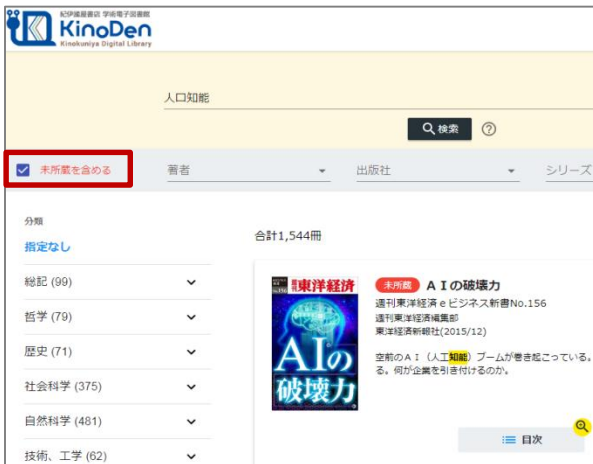 紀伊國屋書店 学術電子図書館
KinoDen
Kinokuniya Digital Library
人口知能
検索
未所蔵を含める
著者
出版社
シリーズ
分類
指定なし
合計1,544冊
総記 (99)
哲学 (79)
歴史 (71)
社会科学 (375)
自然科学 (481)
技術、工学 (62)
週刊東洋経済
AIの
破壊力
未所蔵 AIの破壊力
週刊東洋経済eビジネス新書No.156
週刊東洋経済編集部
東洋経済新報社(2015/12)
空前のAI(人工知能)ブームが巻き起こっている。
る。何が企業を引き付けるのか。
目次